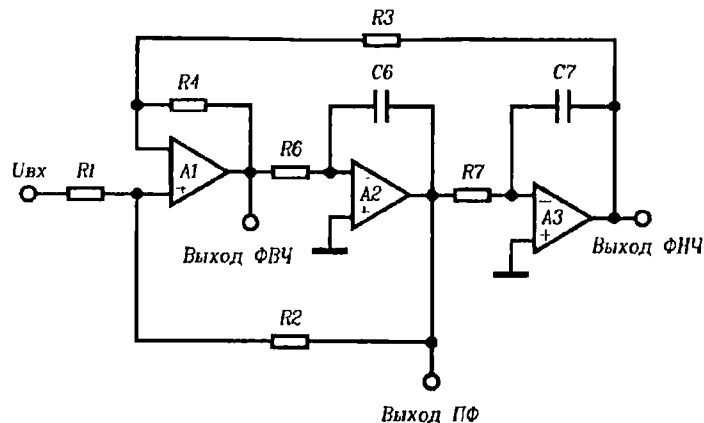 R3
R4
C6
C7
Uвх
R1
A1
+
R6
-
A2
+
R7
-
A3
+
Выход ФВЧ
Выход ФНЧ
R2
Выход ПФ